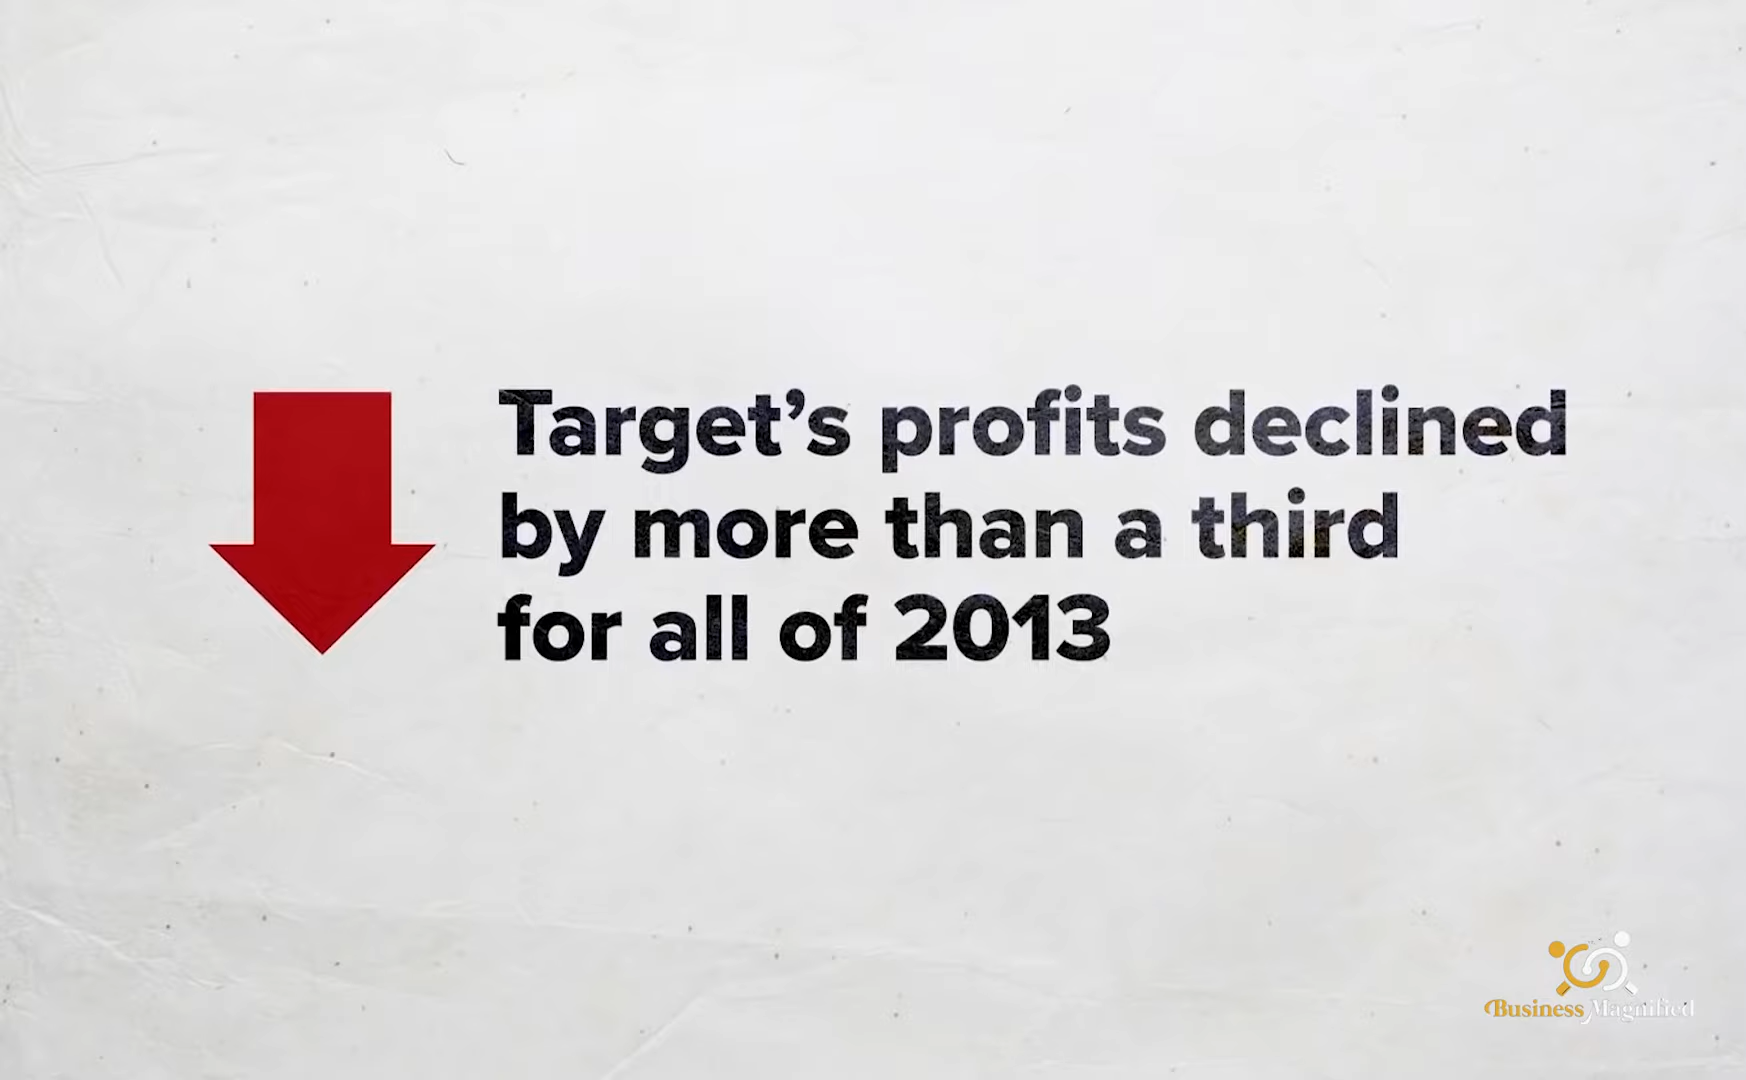 Target’s profits declined
by more than a third
for all of 2013
Business Magnified